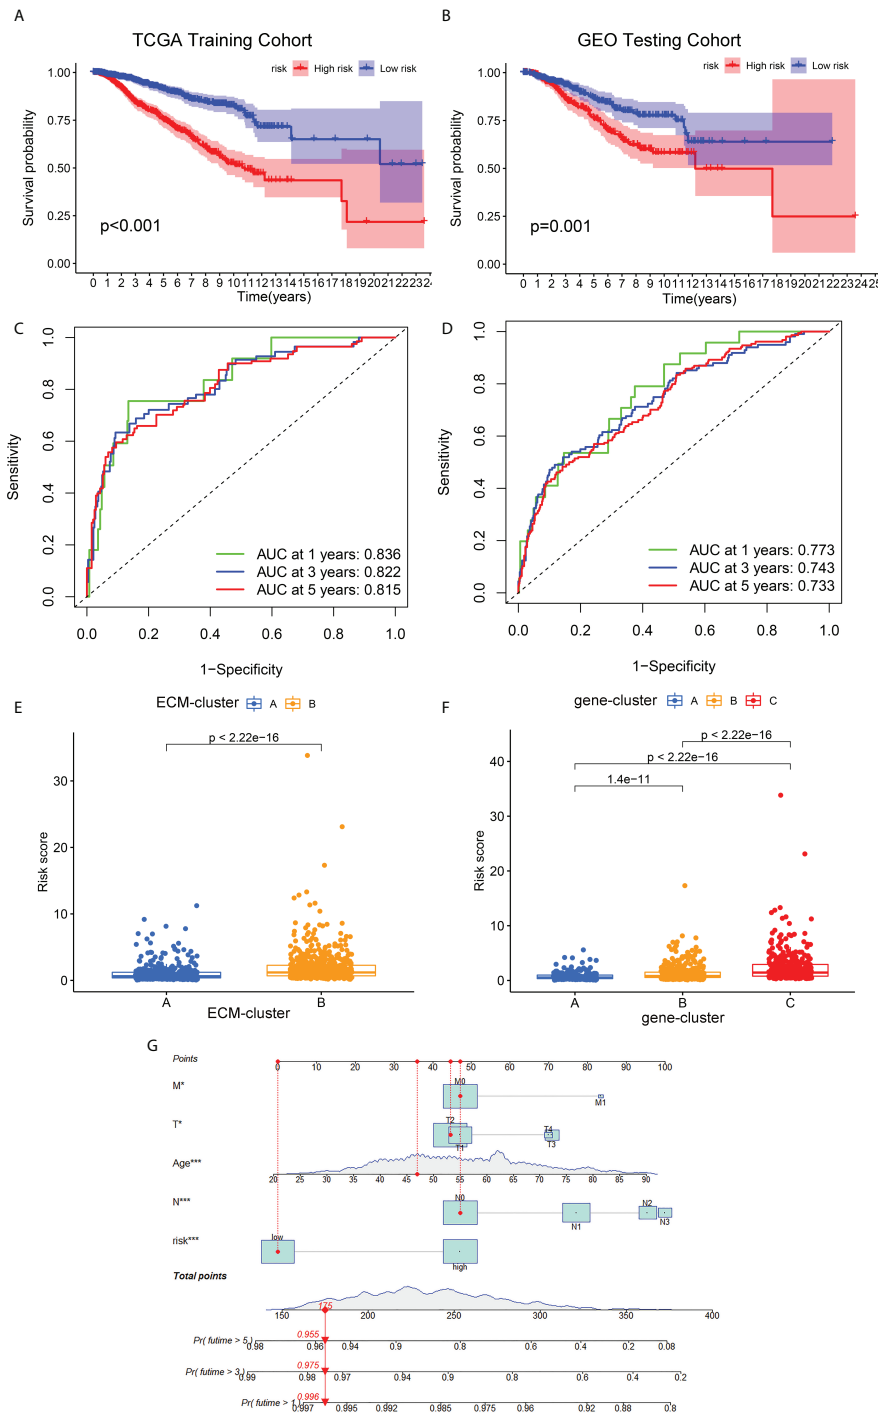 A
TCGA Training Cohort
risk High risk Low risk
Survival probability
1.00
0.75
0.50
0.25
0.00
p<0.001
0 1 2 3 4 5 6 7 8 9 10 11 12 13 14 15 16 17 18 19 20 21 22 23 24
Time(years)
B
GEO Testing Cohort
risk High risk Low risk
Survival probability
1.00
0.75
0.50
0.25
0.00
p=0.001
0 1 2 3 4 5 6 7 8 9 10 11 12 13 14 15 16 17 18 19 20 21 22 23 24 25
Time(years)
C
Sensitivity
1.0
0.8
0.6
0.4
0.2
0.0
AUC at 1 years: 0.836
AUC at 3 years: 0.822
AUC at 5 years: 0.815
0.0 0.2 0.4 0.6 0.8 1.0
1−Specificity
D
Sensitivity
1.0
0.8
0.6
0.4
0.2
0.0
AUC at 1 years: 0.773
AUC at 3 years: 0.743
AUC at 5 years: 0.733
0.0 0.2 0.4 0.6 0.8 1.0
1−Specificity
E
ECM-cluster A B
p < 2.22e−16
Risk score
30
20
10
0
A B
ECM-cluster
F
gene-cluster A B C
p < 2.22e−16
p < 2.22e−16
1.4e−11
Risk score
40
30
20
10
0
A B C
gene-cluster
G
Points
0 10 20 30 40 50 60 70 80 90 100
M*
M0
M1
T*
T2
T4
T1
T3
Age***
20 25 30 35 40 45 50 55 60 65 70 75 80 85 90
N***
N0
N2
N1
N3
risk***
low
high
Total points
175
150 200 250 300 350 400
0.955
Pr( futime > 5 )
0.98 0.96 0.94 0.9 0.8 0.6 0.4 0.2 0.08
0.975
Pr( futime > 3 )
0.99 0.98 0.97 0.94 0.9 0.8 0.6 0.4 0.2
0.996
Pr( futime > 1 )
0.997 0.995 0.992 0.985 0.975 0.96 0.92 0.88 0.8